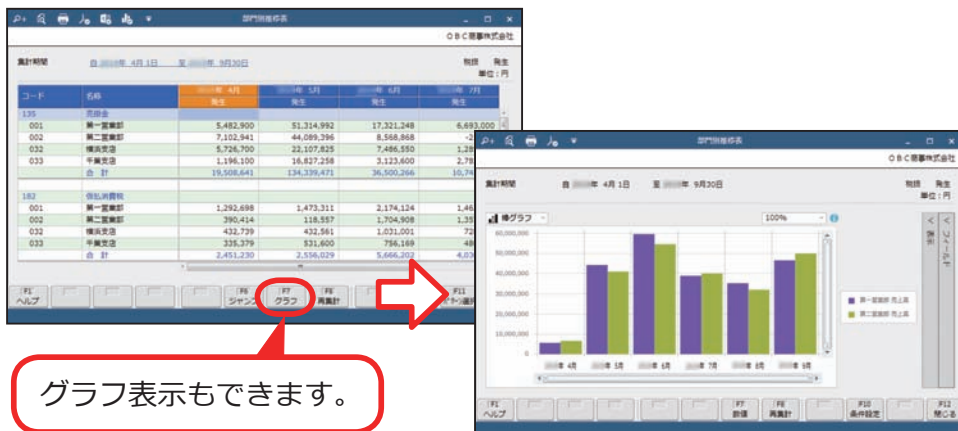 部門別推移表
OBC商事株式会社
集計期間 自 年 4月 1日 至 年 9月30日 税抜 発生
単位：円
コード 名称 年 4月 年 5月 年 6月 年 7月
発生 発生 発生 発生
135 売掛金
001 第一営業部 5,482,900 51,314,992 17,321,248 6,693,000
002 第二営業部 7,102,941 44,089,396 8,568,868
032 横浜支店 5,726,700 22,107,825 7,486,550
033 千葉支店 1,196,100 16,827,258 3,123,600
合 計 19,508,641 134,339,471 36,500,266
182 仮払消費税
001 第一営業部 1,292,698 1,473,311 2,174,124
002 第二営業部 390,414 118,557 1,704,908
032 横浜支店 432,739 432,561 1,031,001
033 千葉支店 335,379 531,600 756,169
合 計 2,451,230 2,556,029 5,666,202
F1 ヘルプ F6 ジャンプ F7 グラフ F8 再集計 F11
グラフ表示もできます。
部門別推移表
OBC商事株式会社
集計期間 自 年 4月 1日 至 年 9月30日 税抜 発生
単位：円
棒グラフ 100%
60,000,000
50,000,000
40,000,000
30,000,000
20,000,000
10,000,000
0
年 4月 年 5月 年 6月 年 7月 年 8月 年 9月
第一営業部 売上高
第二営業部 売上高
表示
フィールド
F1 ヘルプ F7 数値 F8 再集計 F10 条件設定 F12 閉じる